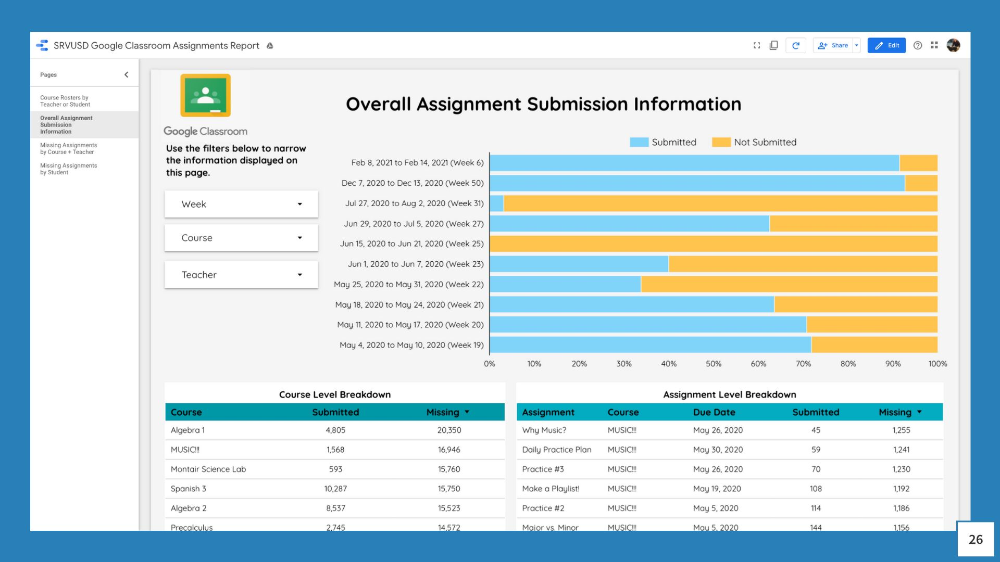 SRVUSD Google Classroom Assignments Report
Share
Edit
Pages
Course Rosters by
Teacher or Student
Overall Assignment
Submission
Information
Missing Assignments
by Course + Teacher
Missing Assignments
by Student
Google Classroom
Overall Assignment Submission Information
Use the filters below to narrow
the information displayed on
this page.
Week
Course
Teacher
Submitted Not Submitted
Feb 8, 2021 to Feb 14, 2021 (Week 6)
Dec 7, 2020 to Dec 13, 2020 (Week 50)
Jul 27, 2020 to Aug 2, 2020 (Week 31)
Jun 29, 2020 to Jul 5, 2020 (Week 27)
Jun 15, 2020 to Jun 21, 2020 (Week 25)
Jun 1, 2020 to Jun 7, 2020 (Week 23)
May 25, 2020 to May 31, 2020 (Week 22)
May 18, 2020 to May 24, 2020 (Week 21)
May 11, 2020 to May 17, 2020 (Week 20)
May 4, 2020 to May 10, 2020 (Week 19)
0% 10% 20% 30% 40% 50% 60% 70% 80% 90% 100%
Course Level Breakdown
Course Submitted Missing
Algebra 1 4,805 20,350
MUSIC!!! 1,568 16,946
Montair Science Lab 593 15,760
Spanish 3 10,287 15,750
Algebra 2 8,537 15,523
Precalculus 2,745 14,572
Assignment Level Breakdown
Assignment Course Due Date Submitted Missing
Why Music? MUSIC!!! May 26, 2020 45 1,255
Daily Practice Plan MUSIC!!! May 30, 2020 59 1,241
Practice #3 MUSIC!!! May 26, 2020 70 1,230
Make a Playlist! MUSIC!!! May 19, 2020 108 1,192
Practice #2 MUSIC!!! May 5, 2020 114 1,186
Major vs. Minor MUSIC!!! May 5, 2020 144 1,156
26